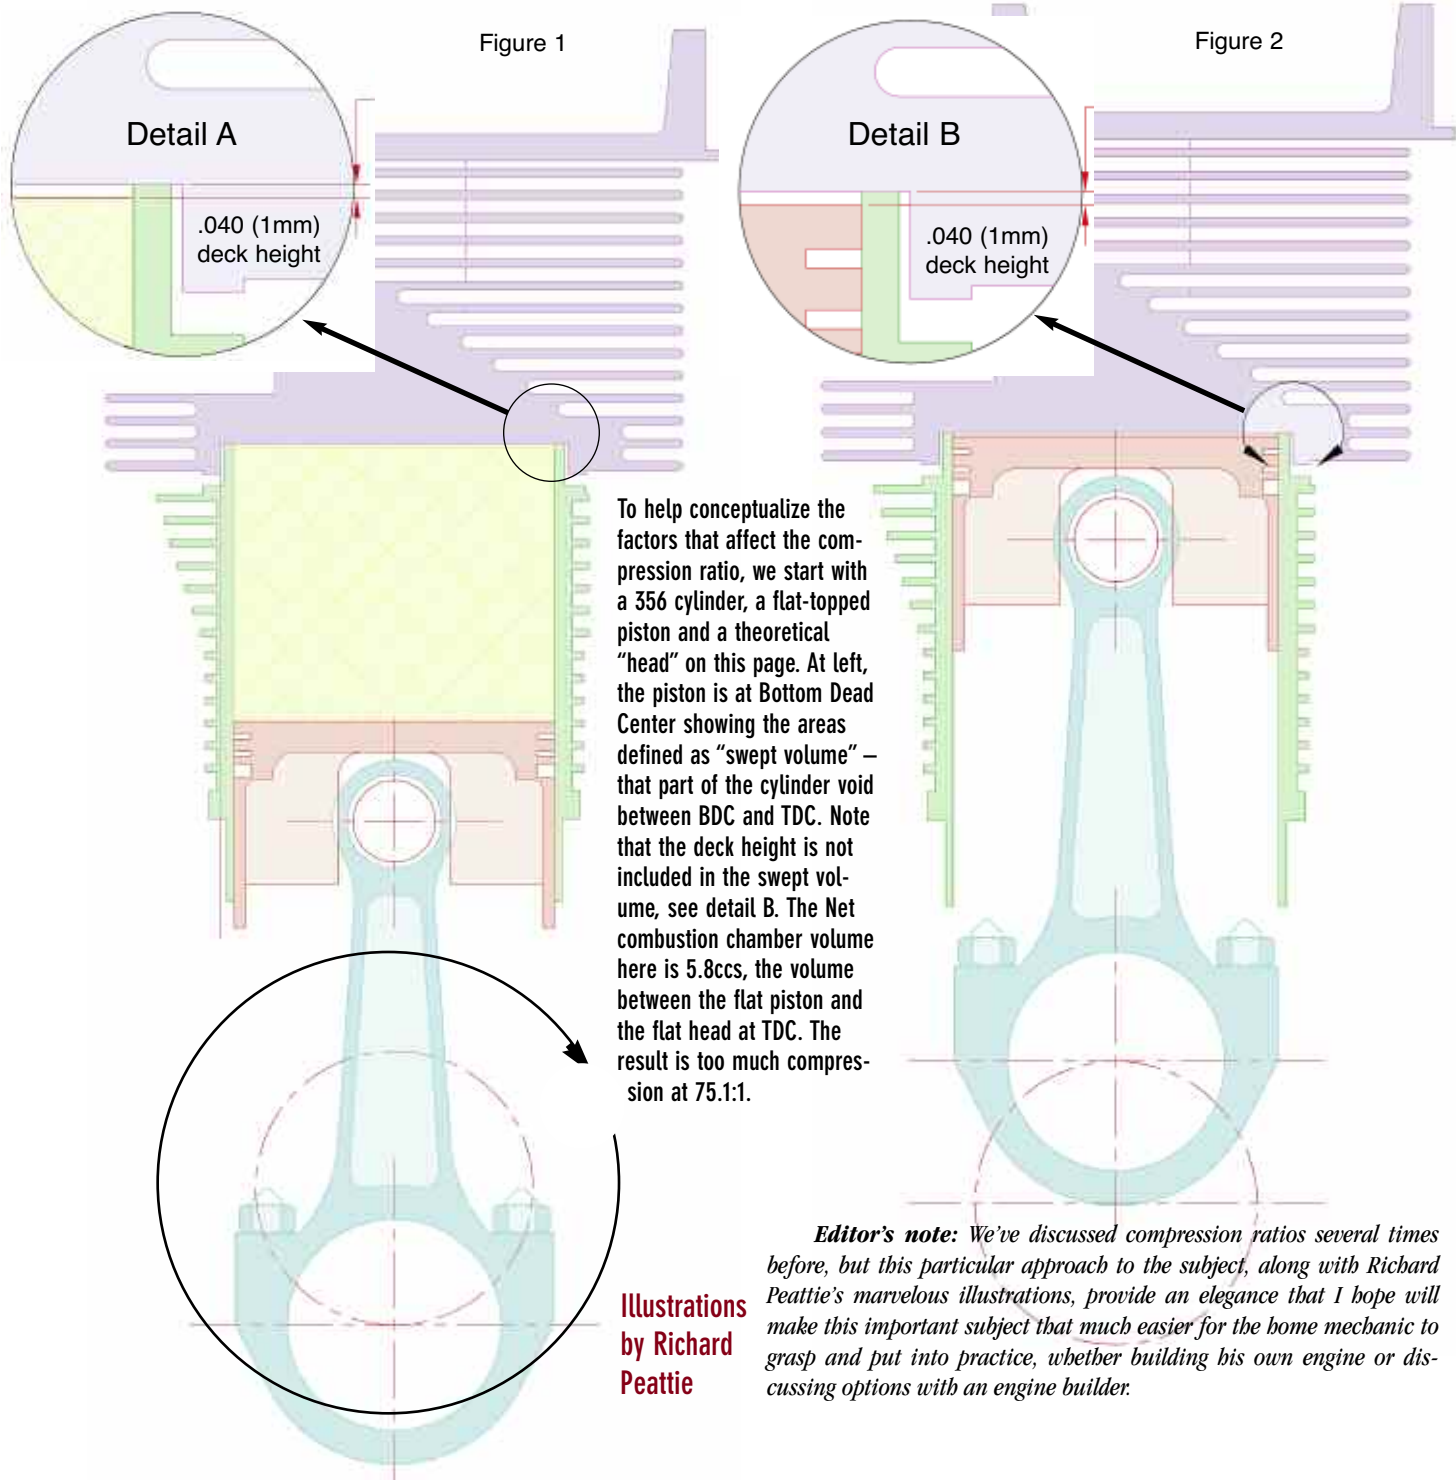 Figure 1
Figure 2
Detail A
Detail B
.040 (1mm)
deck height
.040 (1mm)
deck height
To help conceptualize the
factors that affect the com-
pression ratio, we start with
a 356 cylinder, a flat-topped
piston and a theoretical
“head” on this page. At left,
the piston is at Bottom Dead
Center showing the areas
defined as “swept volume” –
that part of the cylinder void
between BDC and TDC. Note
that the deck height is not
included in the swept vol-
ume, see detail B. The Net
combustion chamber volume
here is 5.8ccs, the volume
between the flat piston and
the flat head at TDC. The
result is too much compres-
sion at 75.1:1.
Illustrations
by Richard
Peattie
Editor’s note: We’ve discussed compression ratios several times
before, but this particular approach to the subject, along with Richard
Peattie’s marvelous illustrations, provide an elegance that I hope will
make this important subject that much easier for the home mechanic to
grasp and put into practice, whether building his own engine or dis-
cussing options with an engine builder.